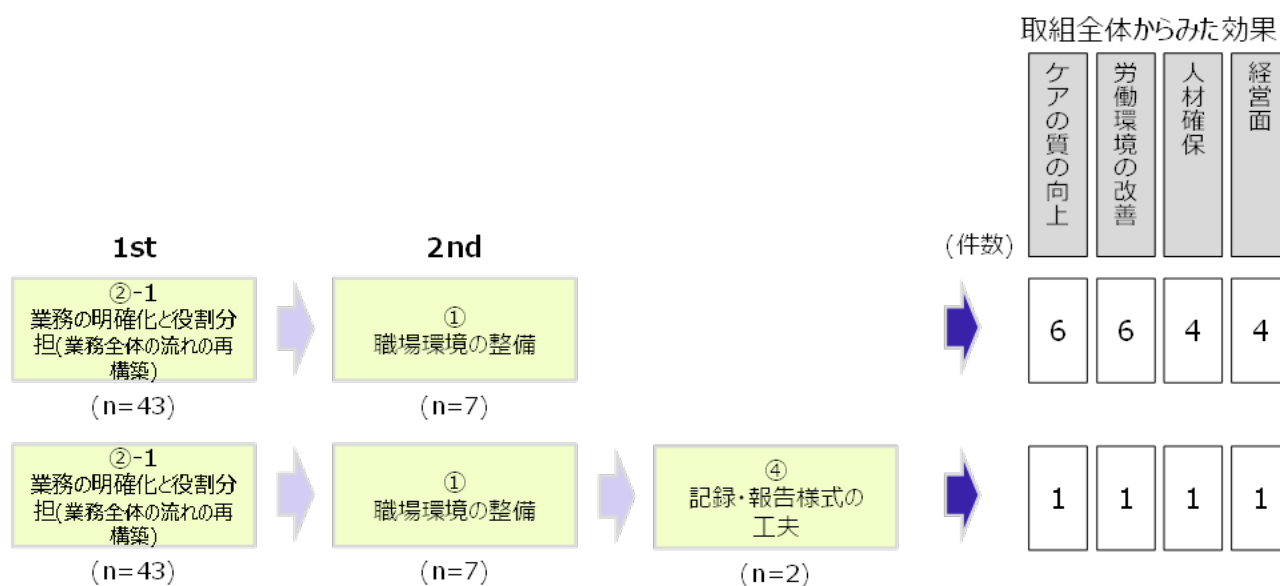 取組全体からみた効果
ケアの質の向上
労働環境の改善
人材確保
経営面
1st
2nd
(件数)
②-1
業務の明確化と役割分
担(業務全体の流れの再
構築)
①
職場環境の整備
6
6
4
4
(n=43)
(n=7)
②-1
業務の明確化と役割分
担(業務全体の流れの再
構築)
①
職場環境の整備
④
記録・報告様式の
工夫
1
1
1
1
(n=43)
(n=7)
(n=2)